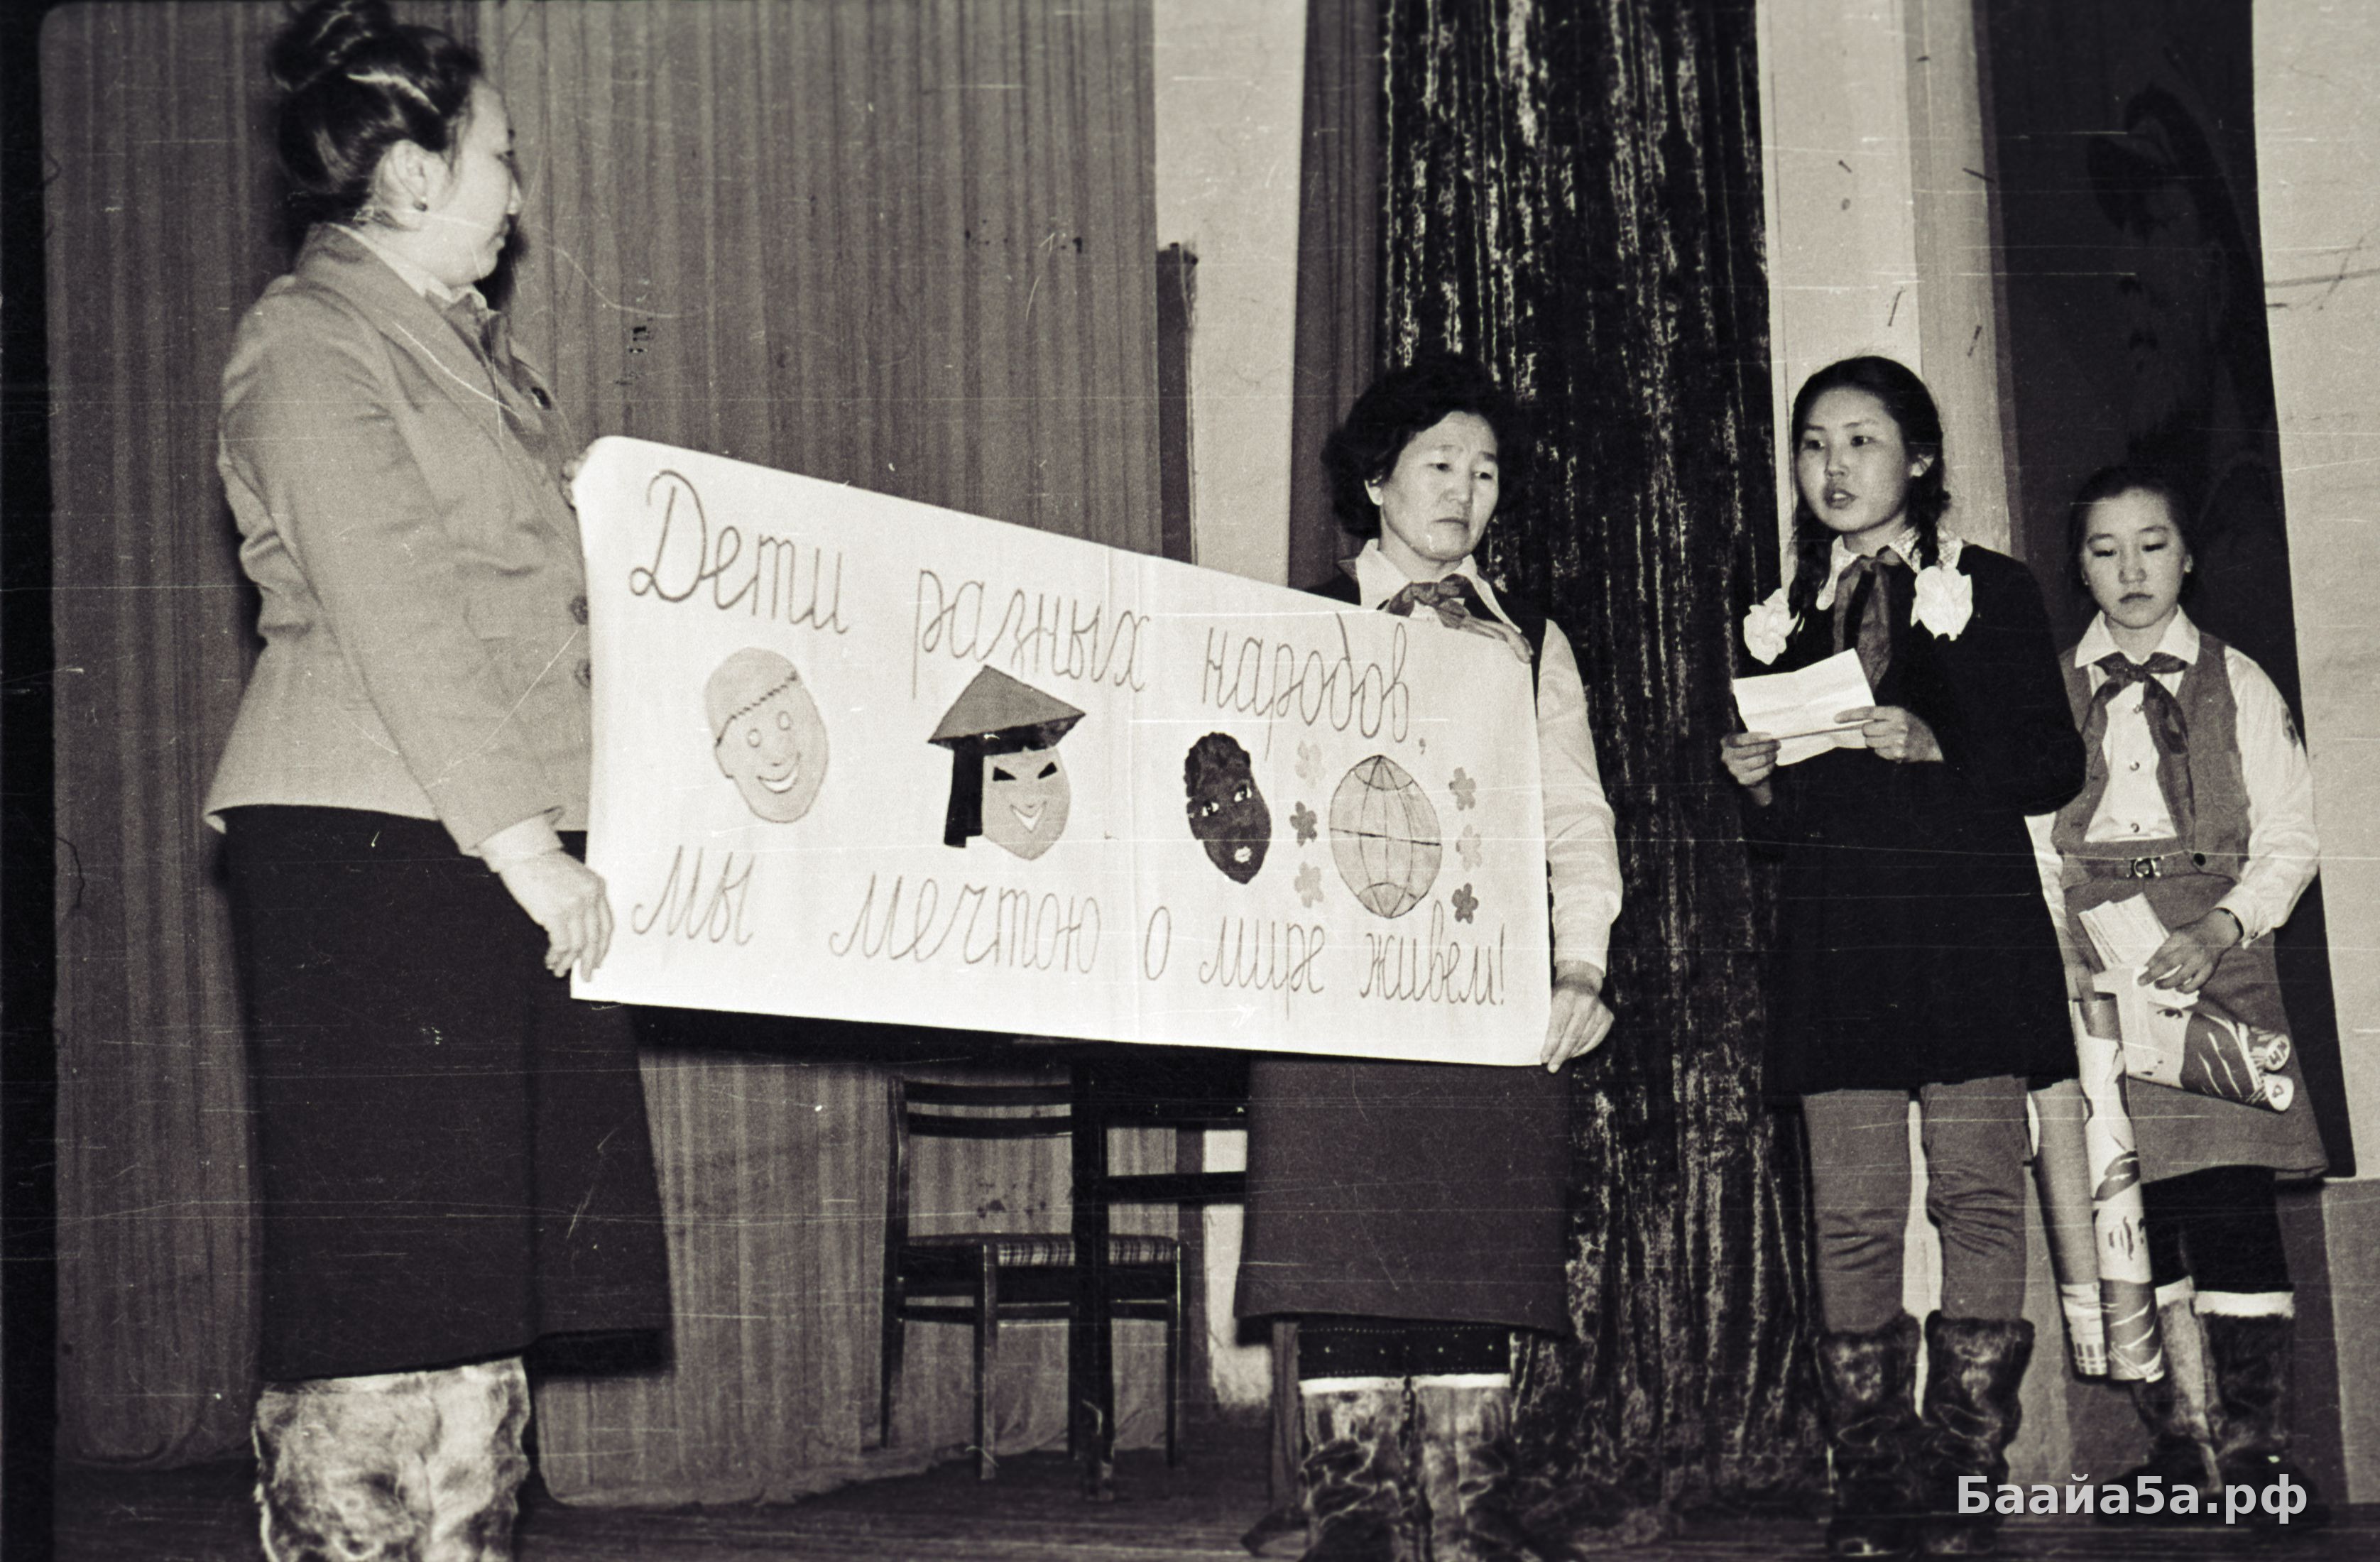 Дети разных народов,
мы мечтою о мире живем!
Баайа5а.рф